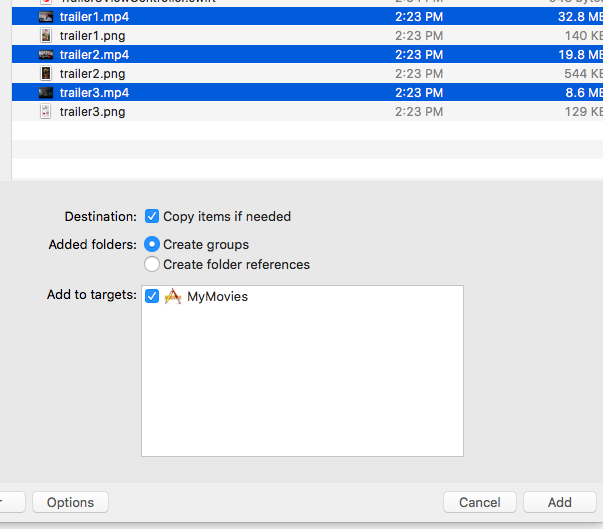 trailer1.mp4 2:23 PM 32.8 MB
trailer1.png 2:23 PM 140 KB
trailer2.mp4 2:23 PM 19.8 MB
trailer2.png 2:23 PM 544 KB
trailer3.mp4 2:23 PM 8.6 MB
trailer3.png 2:23 PM 129 KB
Destination: Copy items if needed
Added folders: Create groups
Create folder references
Add to targets: MyMovies
Options Cancel Add